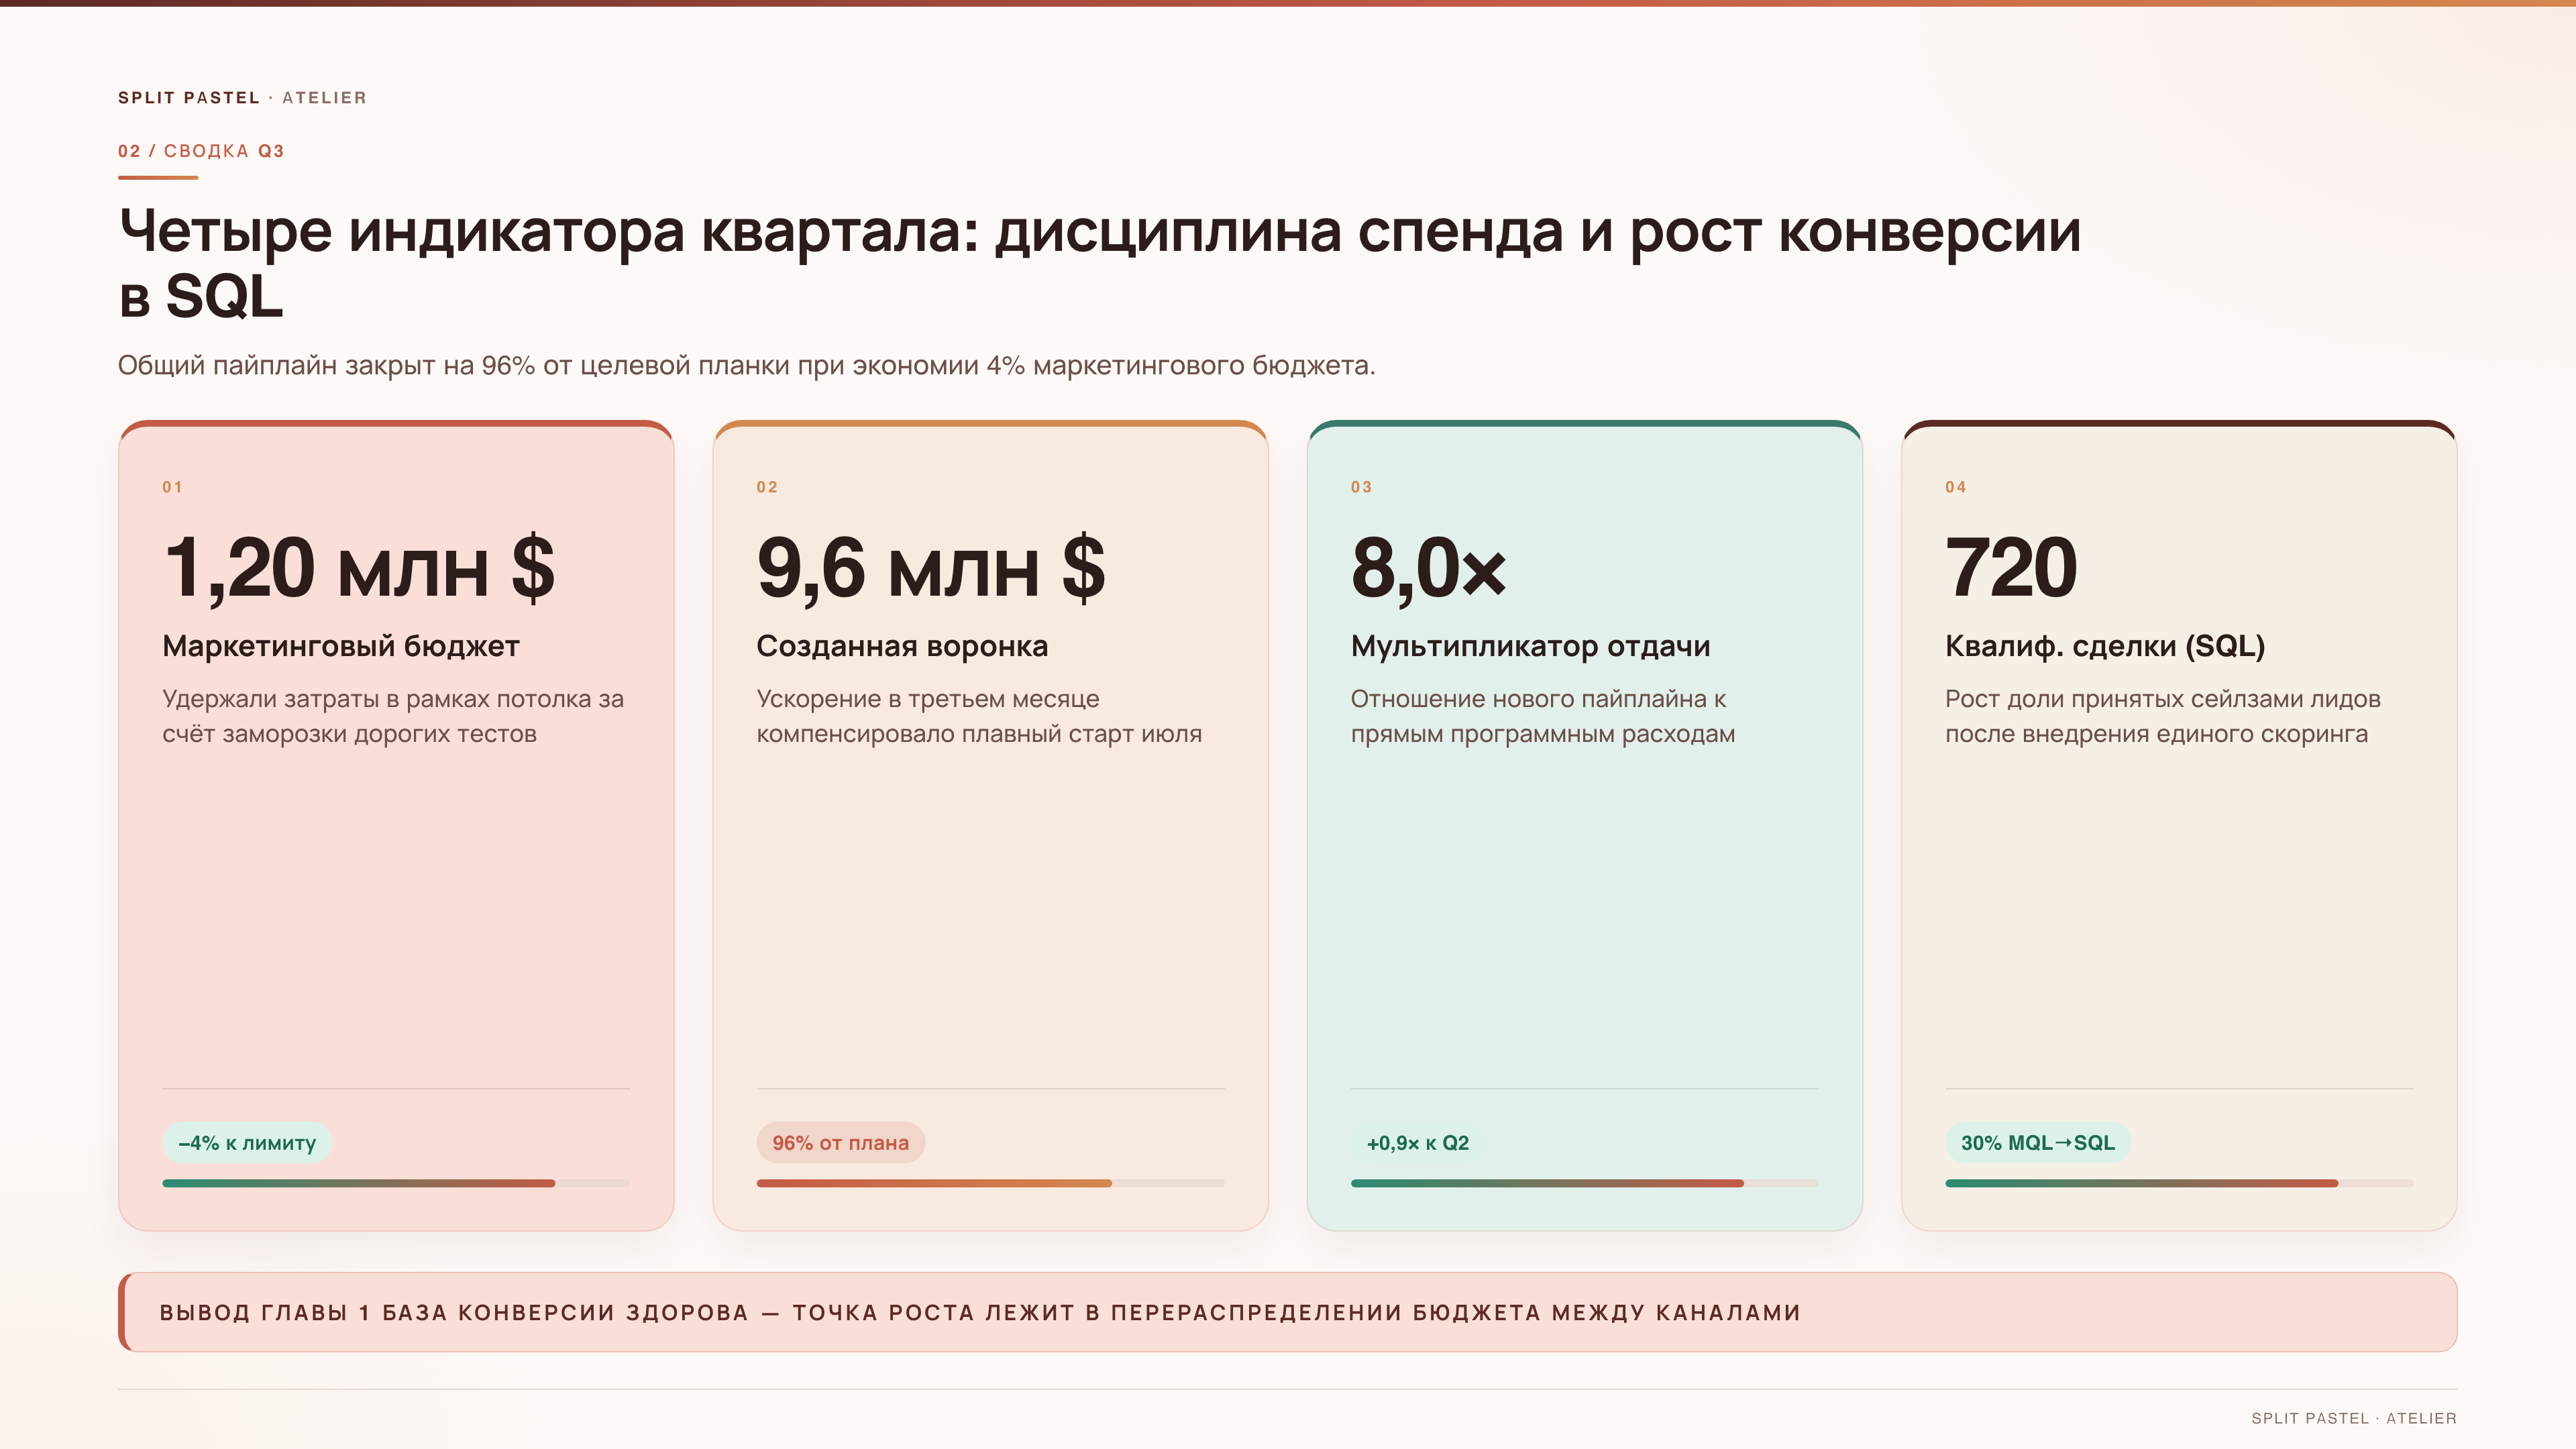 SPLIT PASTEL · ATELIER
02 / СВОДКА Q3
Четыре индикатора квартала: дисциплина спенда и рост конверсии
в SQL
Общий пайплайн закрыт на 96% от целевой планки при экономии 4% маркетингового бюджета.
01
1,20 млн $
Маркетинговый бюджет
Удержали затраты в рамках потолка за
счёт заморозки дорогих тестов
−4% к лимиту
02
9,6 млн $
Созданная воронка
Ускорение в третьем месяце
компенсировало плавный старт июля
96% от плана
03
8,0×
Мультипликатор отдачи
Отношение нового пайплайна к
прямым программным расходам
+0,9× к Q2
04
720
Квалиф. сделки (SQL)
Рост доли принятых сейлзами лидов
после внедрения единого скоринга
30% MQL→SQL
ВЫВОД ГЛАВЫ 1 БАЗА КОНВЕРСИИ ЗДОРОВА — ТОЧКА РОСТА ЛЕЖИТ В ПЕРЕРАСПРЕДЕЛЕНИИ БЮДЖЕТА МЕЖДУ КАНАЛАМИ
SPLIT PASTEL · ATELIER